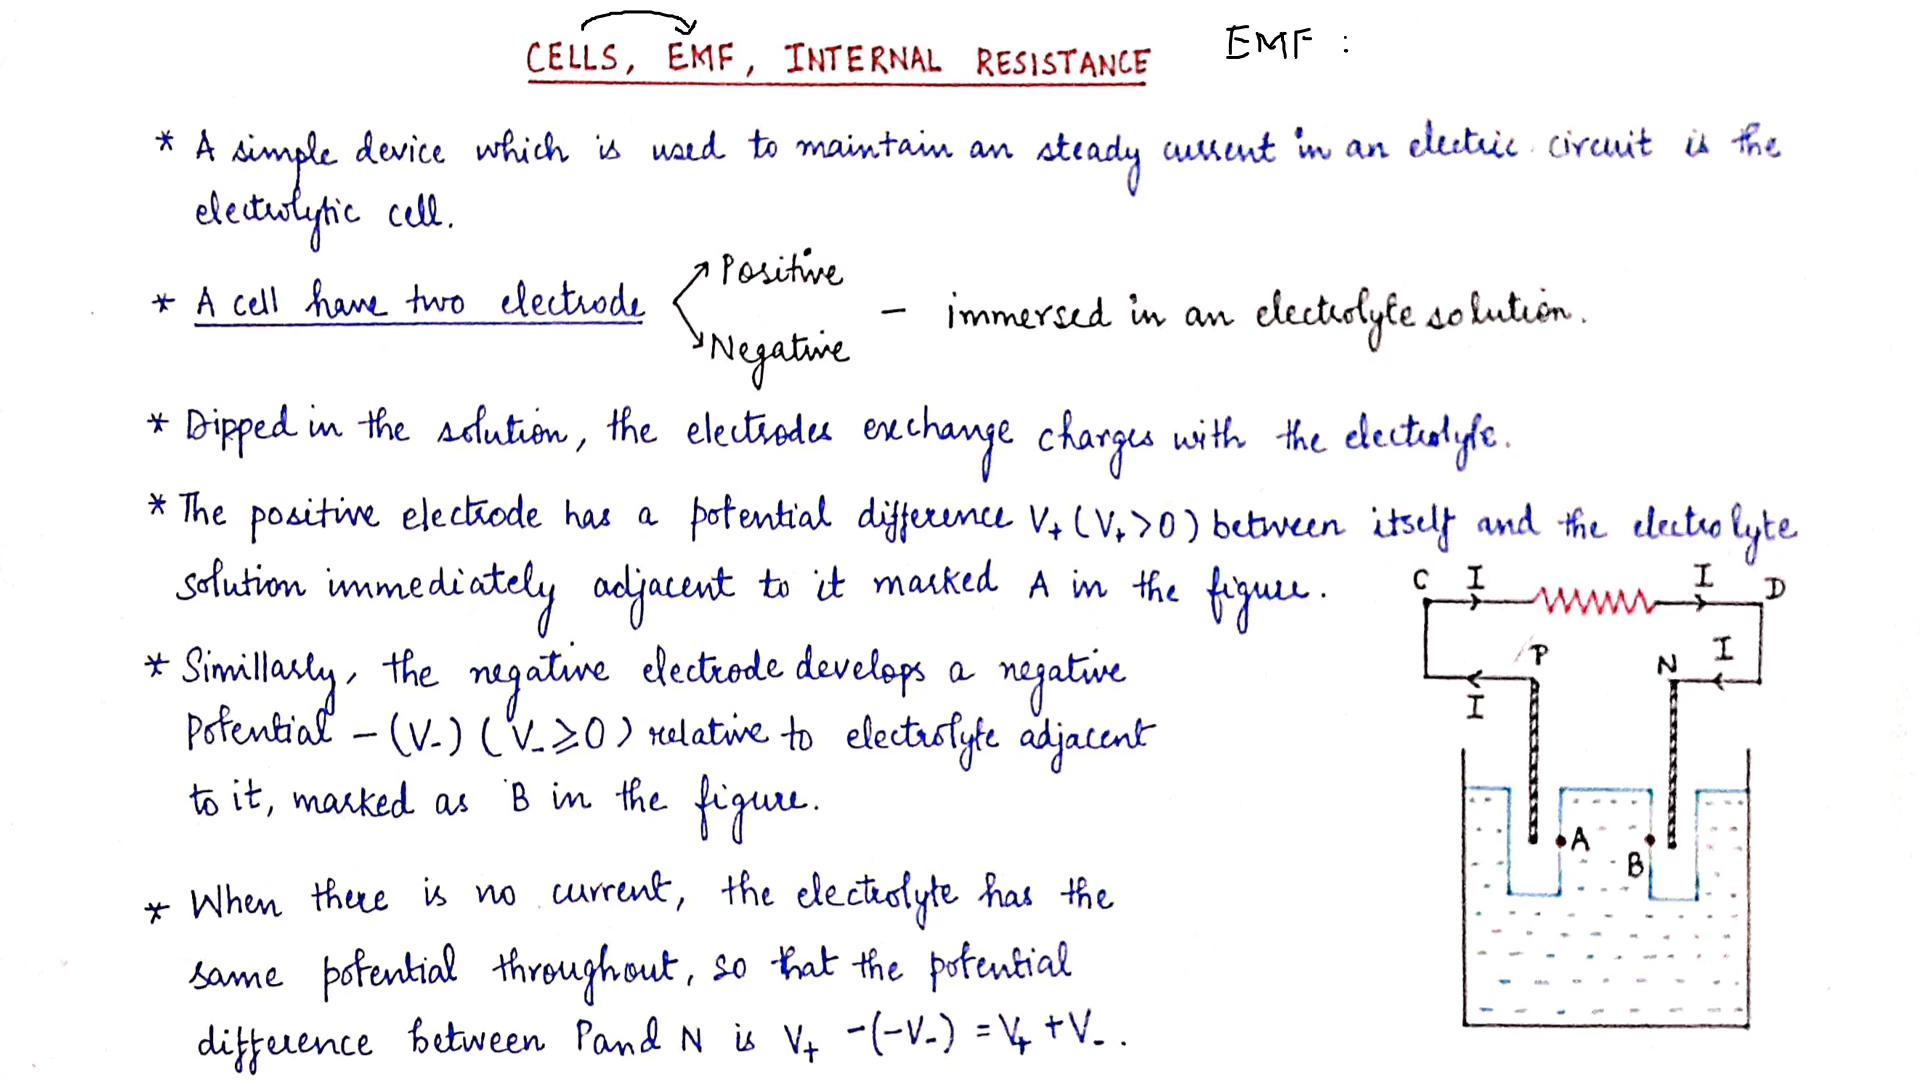 CELLS, EMF, INTERNAL RESISTANCE
EMF :
* A simple device which is used to maintain an steady current in an electric circuit is the
electrolytic cell.
* A cell have two electrode
Positive
Negative
- immersed in an electrolyte solution.
* Dipped in the solution, the electrodes exchange charges with the electrolyte.
* The positive electrode has a potential difference V+ (V+>0) between itself and the electrolyte
solution immediately adjacent to it marked A in the figure.
* Simillarly, the negative electrode develops a negative
Potential -(V-) (V-≥0) relative to electrolyte adjacent
to it, marked as B in the figure.
* When there is no current, the electrolyte has the
same potential throughout, so that the potential
difference between P and N is V+ -(-V-) = V+ + V-.
C I I D
P N I
I
A
B